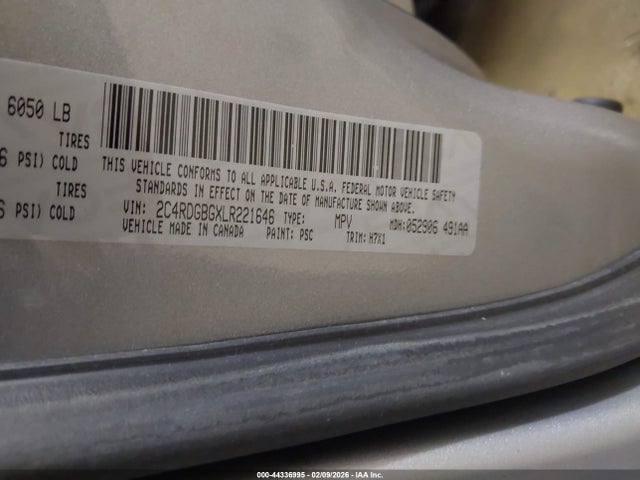 6050 LB
TIRES
PSI) COLD
TIRES
PSI) COLD
THIS VEHICLE CONFORMS TO ALL APPLICABLE U.S.A. FEDERAL MOTOR VEHICLE SAFETY
STANDARDS IN EFFECT ON THE DATE OF MANUFACTURE SHOWN ABOVE.
VIN: 2C4RDGBGXLR221646 TYPE: MPV MDH: 052906 491AA
VEHICLE MADE IN CANADA PAINT: PSC TRIM: H7X1
000-44336995 - 02/09/2026 - IAA Inc.